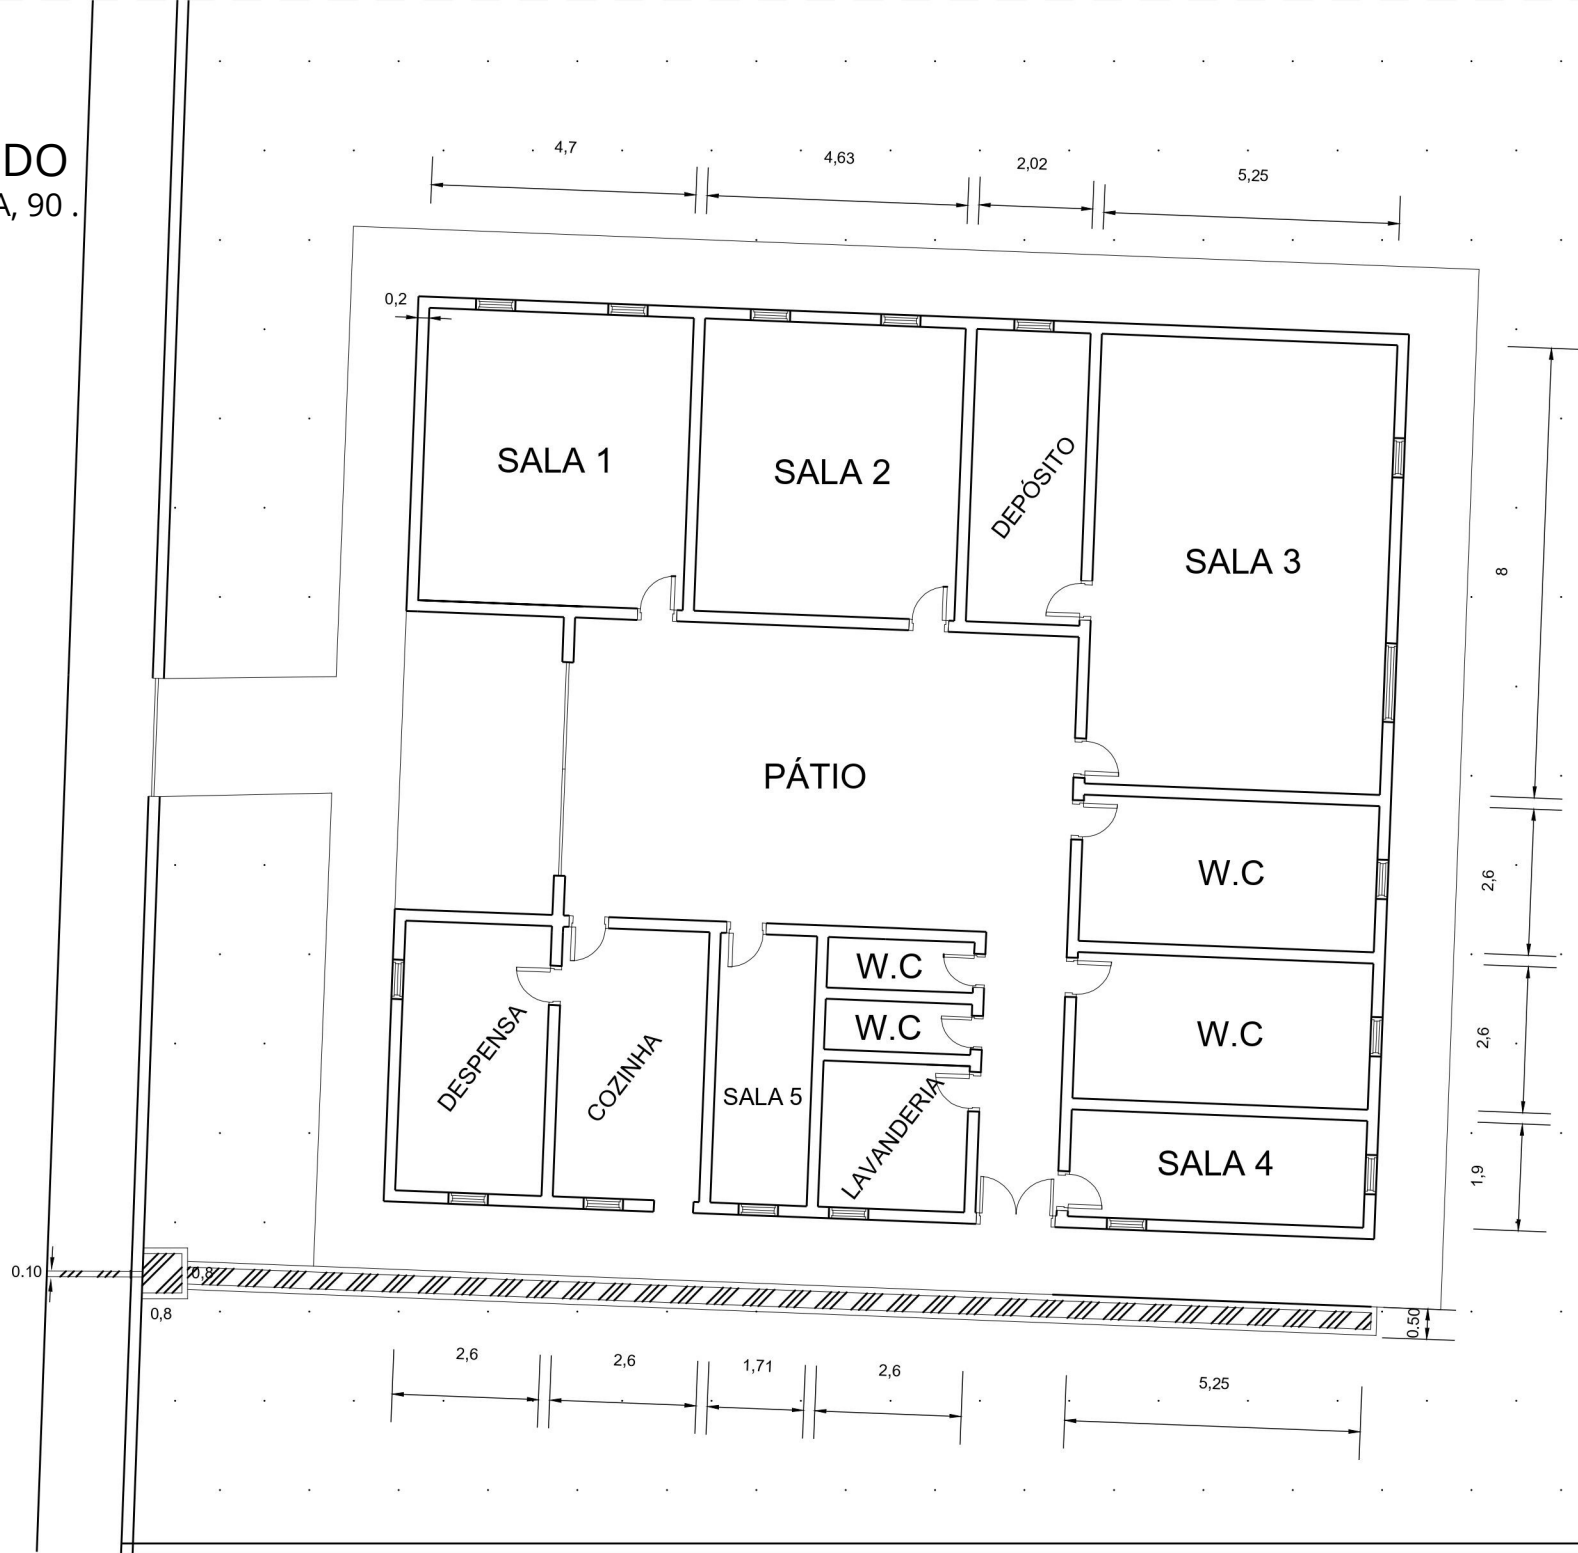 DO
A, 90 .
4,7
4,63
2,02
5,25
0,2
SALA 1
SALA 2
DEPÓSITO
SALA 3
8
PÁTIO
W.C
2,6
W.C
W.C
W.C
2,6
DESPENSA
COZINHA
SALA 5
LAVANDERIA
SALA 4
1,9
0.10
0,8
0,8
0.50
2,6
2,6
1,71
2,6
5,25